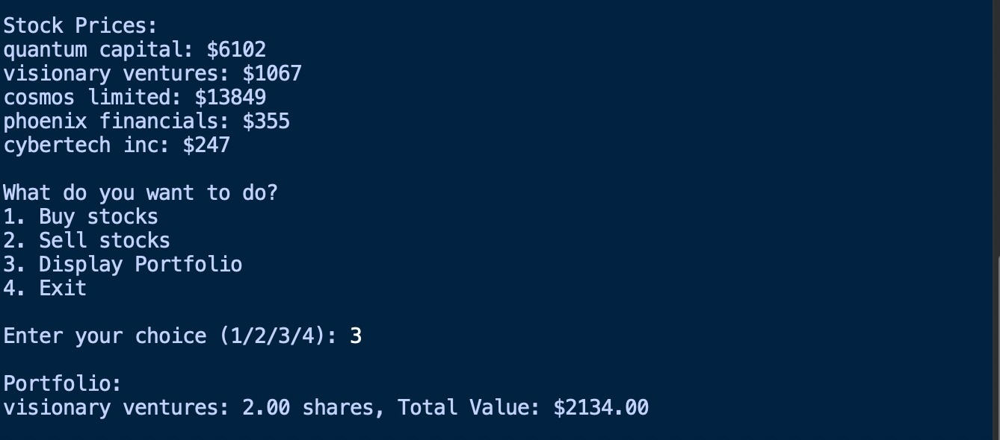 Stock Prices:
quantum capital: $6102
visionary ventures: $1067
cosmos limited: $13849
phoenix financials: $355
cybertech inc: $247
What do you want to do?
1. Buy stocks
2. Sell stocks
3. Display Portfolio
4. Exit
Enter your choice (1/2/3/4): 3
Portfolio:
visionary ventures: 2.00 shares, Total Value: $2134.00